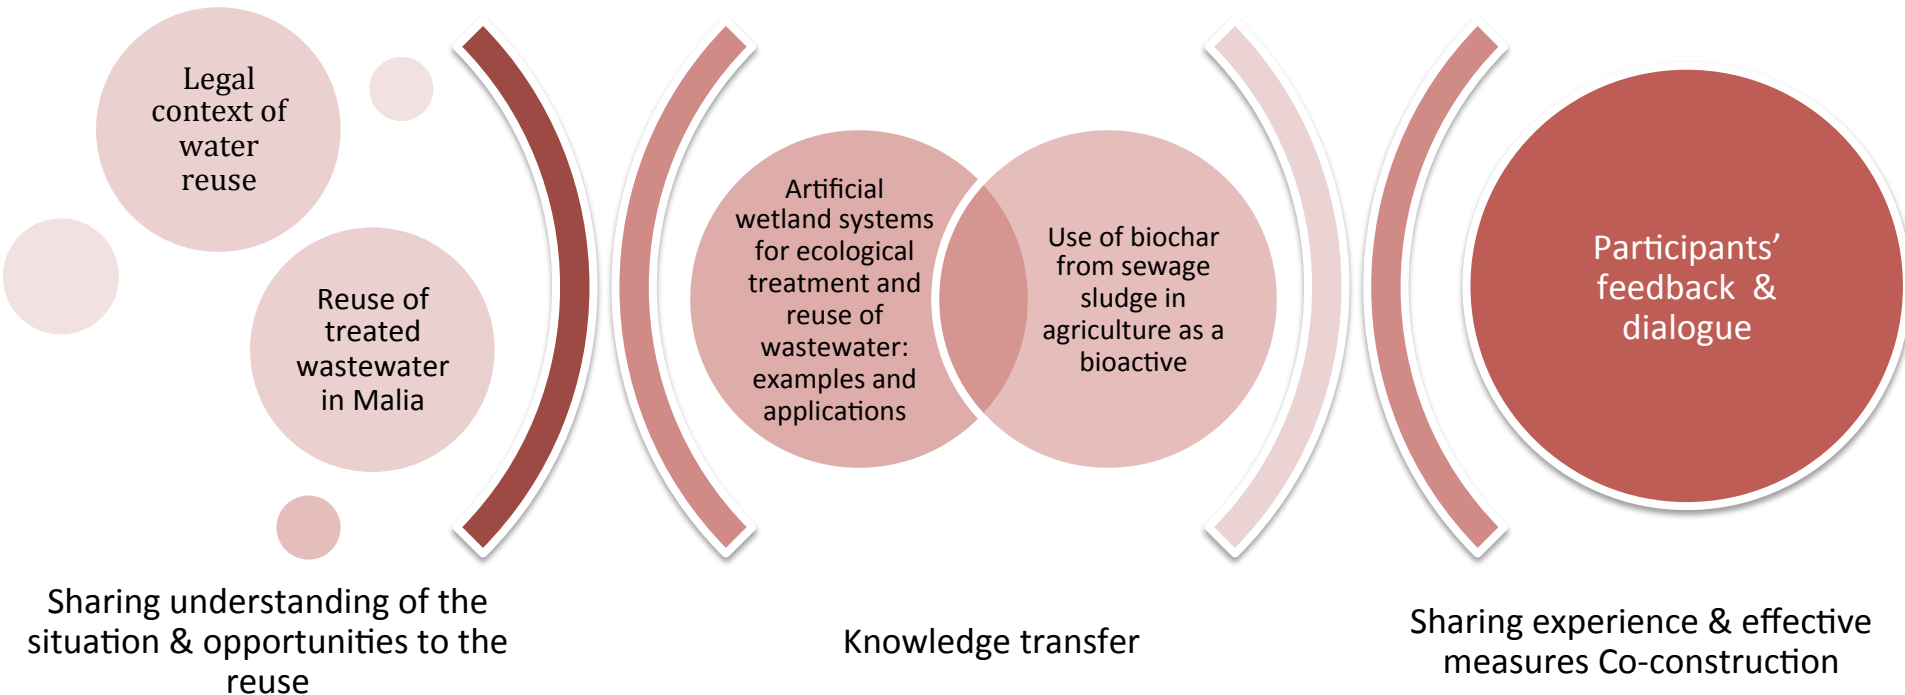 Legal
context of
water
reuse
Reuse of
treated
wastewater
in Malia
Sharing understanding of the
situation & opportunities to the
reuse
Artificial
wetland systems
for ecological
treatment and
reuse of
wastewater:
examples and
applications
Use of biochar
from sewage
sludge in
agriculture as a
bioactive
Knowledge transfer
Participants’
feedback & 
dialogue
Sharing experience & effective
measures Co-construction